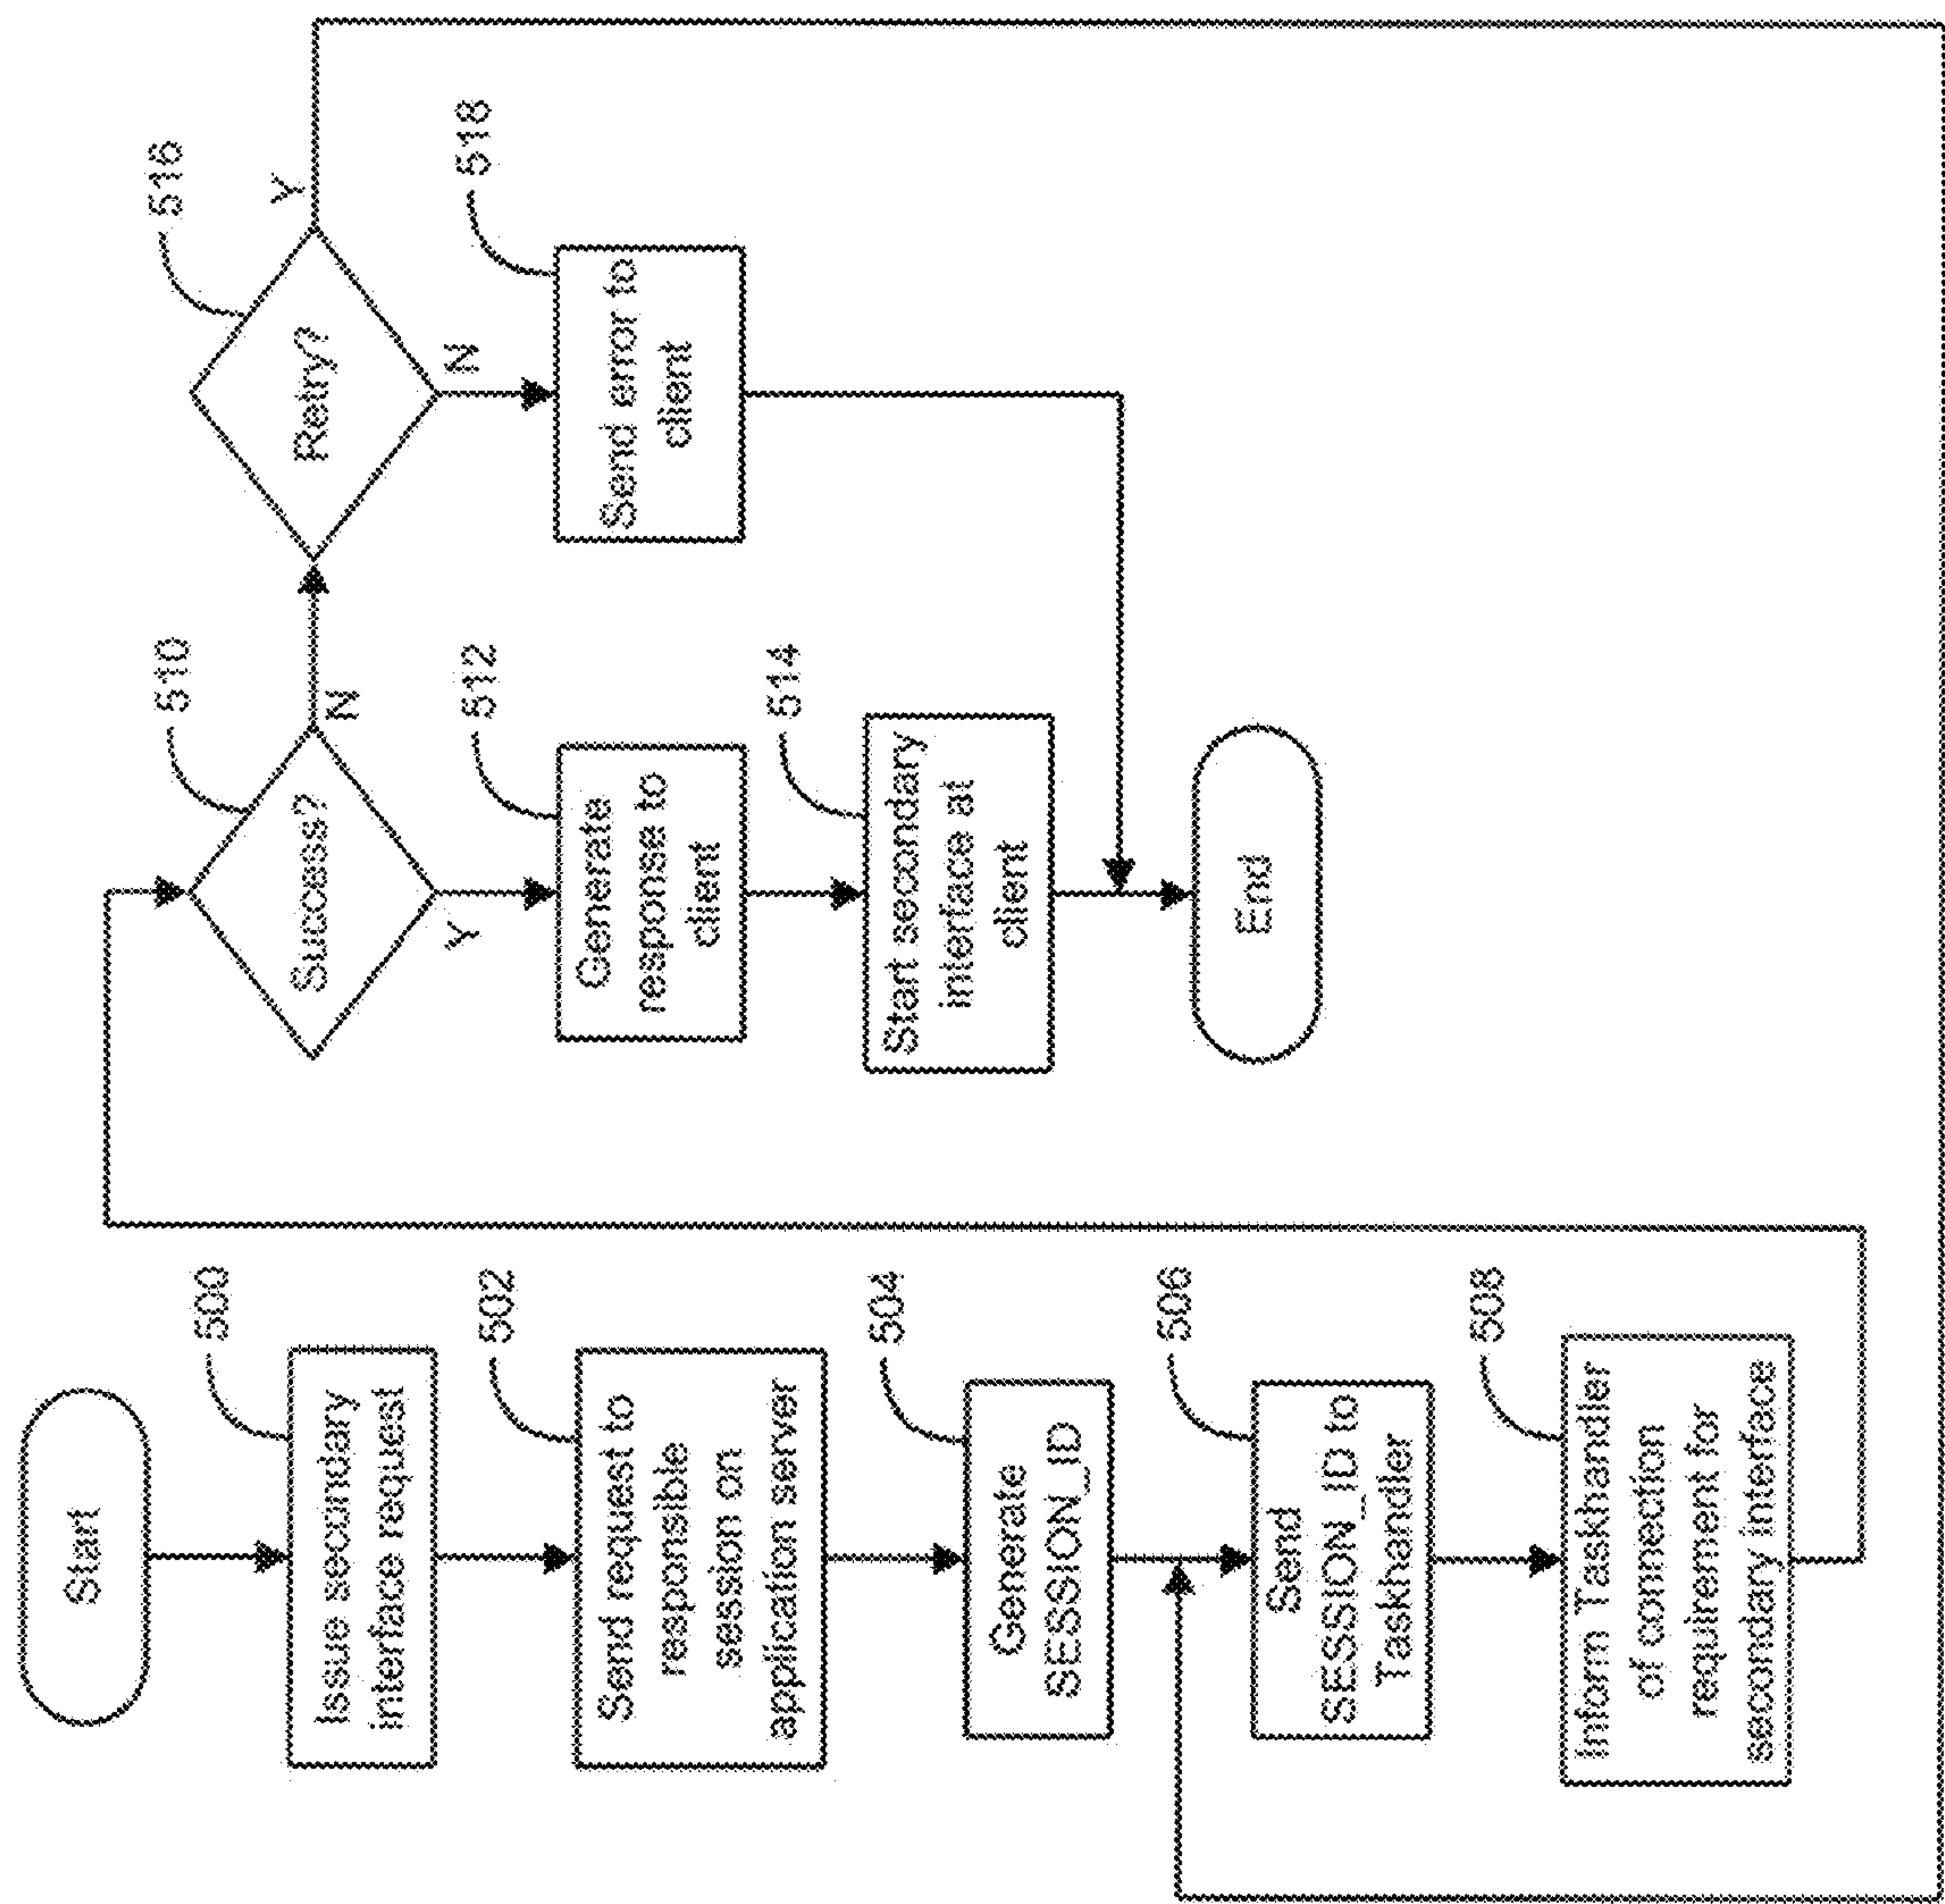 Start
500
Issue secondary
interface request
502
Send request to
responsible
session on
application server
504
Generate
SESSION_ID
506
Send
SESSION_ID to
Taskhandler
508
Inform Taskhandler
of connection
requirement for
secondary interface
510
Success?
N
Y
512
Generate
response to
client
514
Start secondary
interface at
client
End
516
Retry?
Y
N
518
Send error to
client